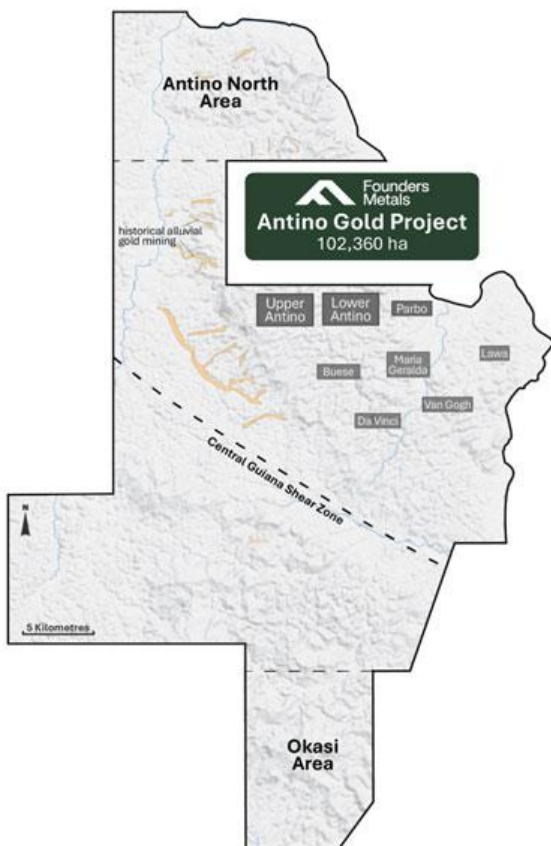 Antino North
Area
Founders
Metals
Antino Gold Project
102,360 ha
historical alluvial
gold mining
Upper
Antino
Lower
Antino
Parbo
Maria
Geralda
Lawa
Buese
Van Gogh
Da Vinci
Central Guiana Shear Zone
N
5 Kilometres
Okasi
Area